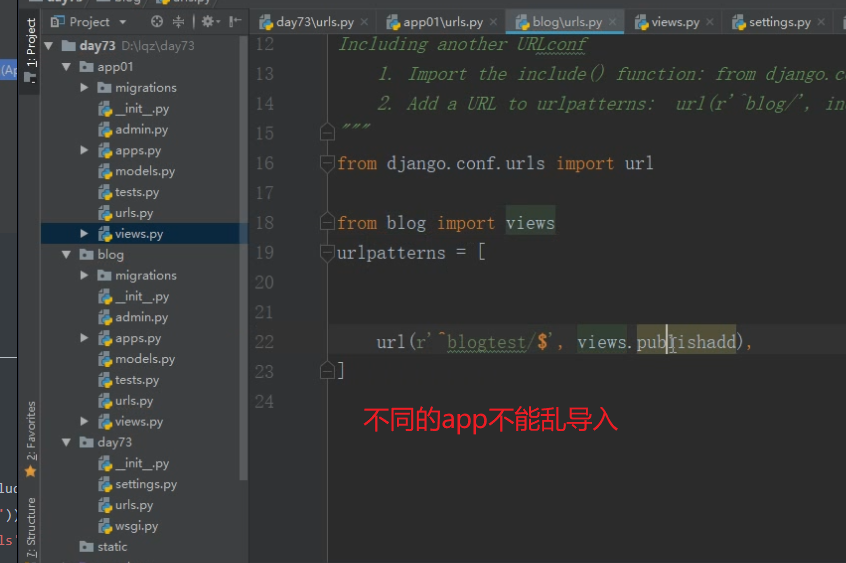 Project
day73\urls.py
app01\urls.py
blog\urls.py
views.py
settings.py
1: Project
2: Favorites
7: Structure
day73 D:\lqz\day73
app01
migrations
__init__.py
admin.py
apps.py
models.py
tests.py
urls.py
views.py
blog
migrations
__init__.py
admin.py
apps.py
models.py
tests.py
urls.py
views.py
day73
__init__.py
settings.py
urls.py
wsgi.py
static
12 Including another URLconf
13 1. Import the include() function: from django.co
14 2. Add a URL to urlpatterns: url(r'^blog/', in
15 """
16 from django.conf.urls import url
17
18 from blog import views
19 urlpatterns = [
20
21
22 url(r'^blogtest/$', views.publishadd),
23 ]
24
不同的app不能乱导入